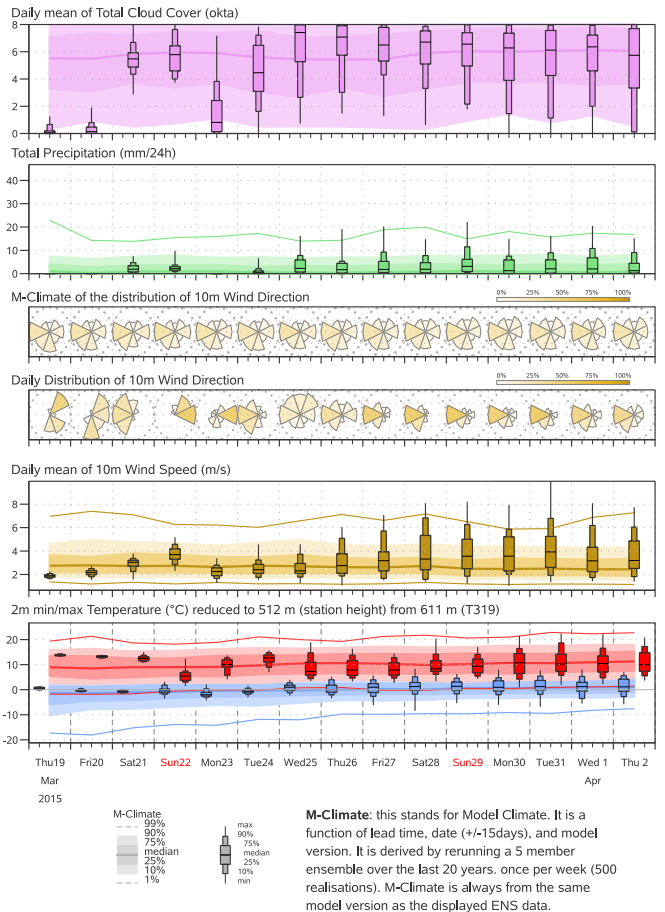 Daily mean of Total Cloud Cover (okta)
8
6
4
2
0
Total Precipitation (mm/24h)
40
30
20
10
0
M-Climate of the distribution of 10m Wind Direction
0% 25% 50% 75% 100%
Daily Distribution of 10m Wind Direction
0% 25% 50% 75% 100%
Daily mean of 10m Wind Speed (m/s)
8
6
4
2
2m min/max Temperature (°C) reduced to 512 m (station height) from 611 m (T319)
20
10
0
-10
-20
Thu19 Fri20 Sat21 Sun22 Mon23 Tue24 Wed25 Thu26 Fri27 Sat28 Sun29 Mon30 Tue31 Wed 1 Thu 2
Mar Apr
2015
M-Climate
99%
90%
75%
median
25%
10%
1%
max
90%
75%
median
25%
10%
min
M-Climate: this stands for Model Climate. It is a
function of lead time, date (+/-15days), and model
version. It is derived by rerunning a 5 member
ensemble over the last 20 years. once per week (500
realisations). M-Climate is always from the same
model version as the displayed ENS data.